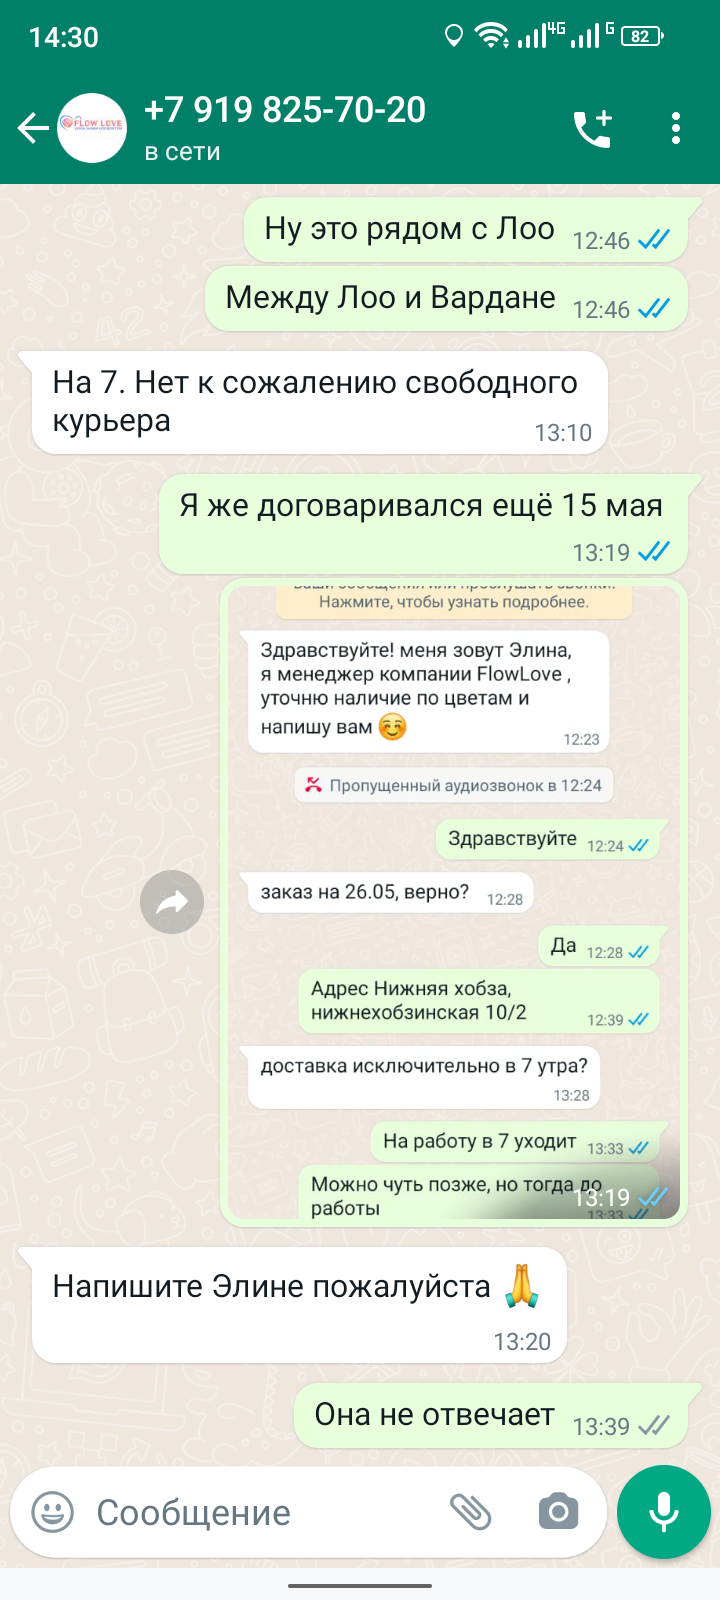 14:30
4G
G
82
FLOW LOVE
+7 919 825-70-20
в сети
Ну это рядом с Лоо
12:46
Между Лоо и Вардане
12:46
На 7. Нет к сожалению свободного
курьера
13:10
Я же договаривался ещё 15 мая
13:19
Нажмите, чтобы узнать подробнее.
Здравствуйте! меня зовут Элина,
я менеджер компании FlowLove ,
уточню наличие по цветам и
напишу вам ☺️
12:23
Пропущенный аудиозвонок в 12:24
Здравствуйте
12:24
заказ на 26.05, верно?
12:28
Да
12:28
Адрес Нижняя хобза,
нижнехобзинская 10/2
12:39
доставка исключительно в 7 утра?
13:28
На работу в 7 уходит
13:33
Можно чуть позже, но тогда до
работы
13:33
13:19
Напишите Элине пожалуйста 🙏
13:20
Она не отвечает
13:39
Сообщение